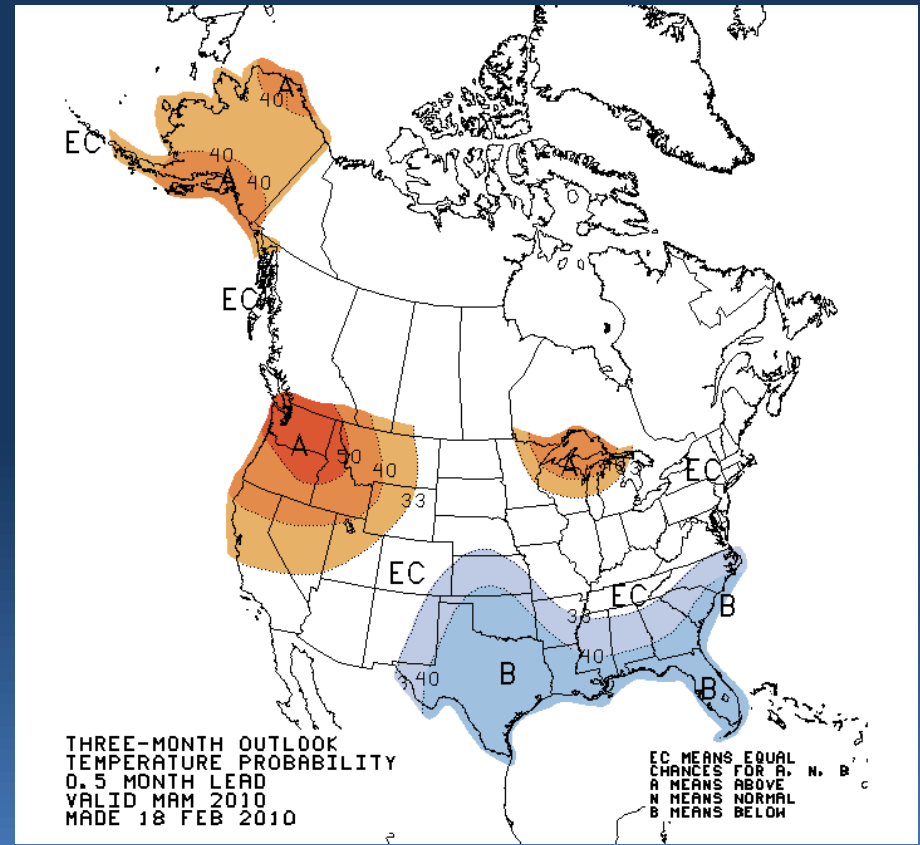 A
40
EC
40
A
40
EC
A
50
40
33
A
EC
EC
EC
33
B
40
40
B
B
THREE-MONTH OUTLOOK
TEMPERATURE PROBABILITY
0.5 MONTH LEAD
VALID MAM 2010
MADE 18 FEB 2010
EC MEANS EQUAL
CHANCES FOR A, N, B
A MEANS ABOVE
N MEANS NORMAL
B MEANS BELOW